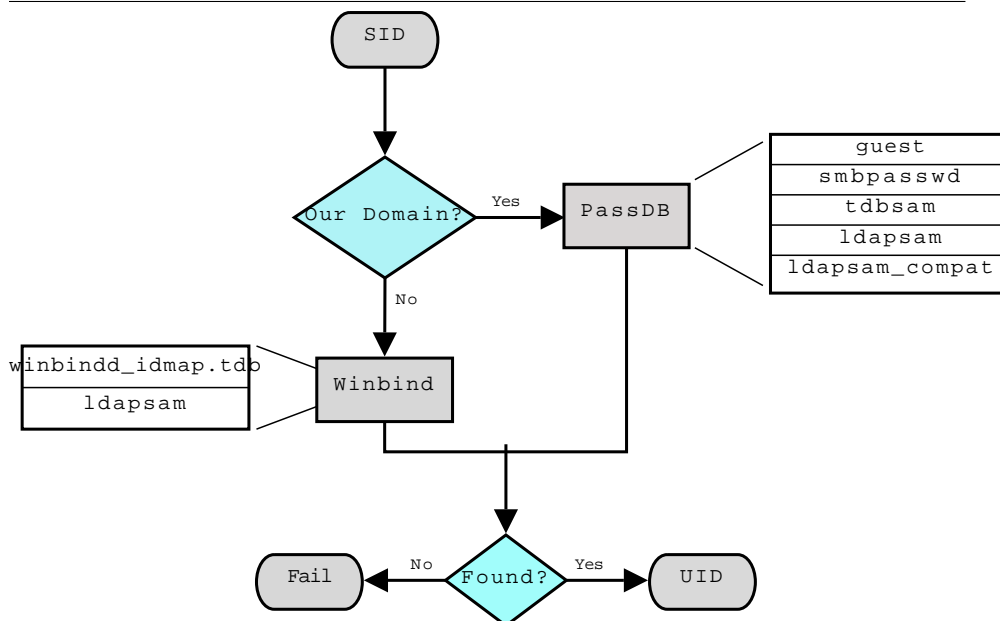 SID
Our Domain?
Yes
PassDB
guest
smbpasswd
tdbsam
ldapsam
ldapsam_compat
No
winbindd_idmap.tdb
ldapsam
Winbind
Fail
No
Found?
Yes
UID